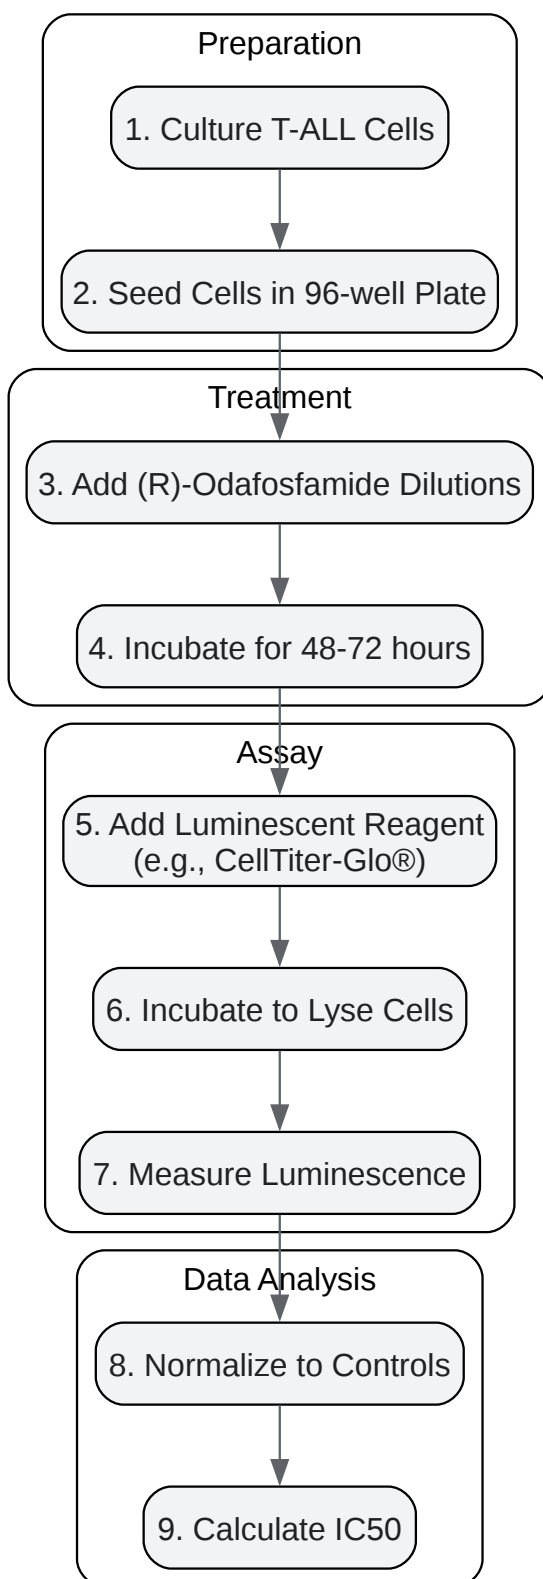 Preparation
1. Culture T-ALL Cells
2. Seed Cells in 96-well Plate
Treatment
3. Add (R)-Odafosfamide Dilutions
4. Incubate for 48-72 hours
Assay
5. Add Luminescent Reagent
(e.g., CellTiter-Glo®)
6. Incubate to Lyse Cells
7. Measure Luminescence
Data Analysis
8. Normalize to Controls
9. Calculate IC50